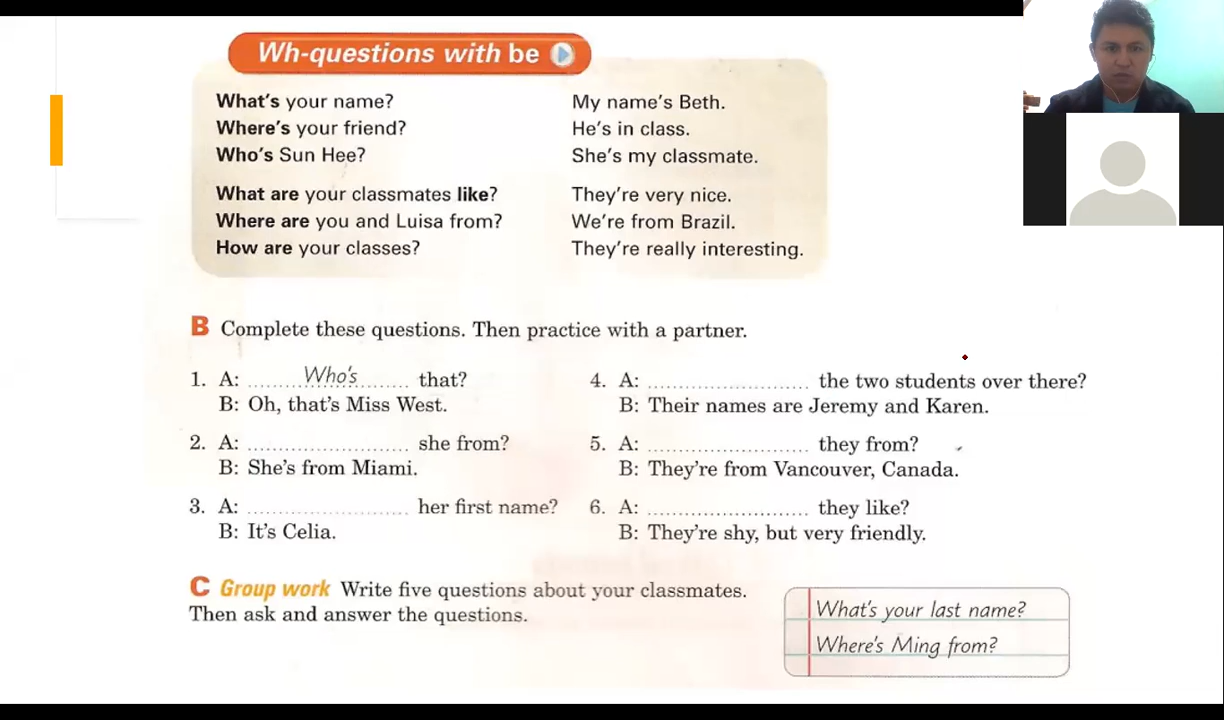 Wh-questions with be
What's your name? My name's Beth.
Where's your friend? He's in class.
Who's Sun Hee? She's my classmate.
What are your classmates like? They're very nice.
Where are you and Luisa from? We're from Brazil.
How are your classes? They're really interesting.
B Complete these questions. Then practice with a partner.
1. A: ........Who's........ that?
B: Oh, that's Miss West.
2. A: ............................ she from?
B: She's from Miami.
3. A: ............................ her first name?
B: It's Celia.
4. A: ............................ the two students over there?
B: Their names are Jeremy and Karen.
5. A: ............................ they from?
B: They're from Vancouver, Canada.
6. A: ............................ they like?
B: They're shy, but very friendly.
C Group work Write five questions about your classmates.
Then ask and answer the questions.
What's your last name?
Where's Ming from?